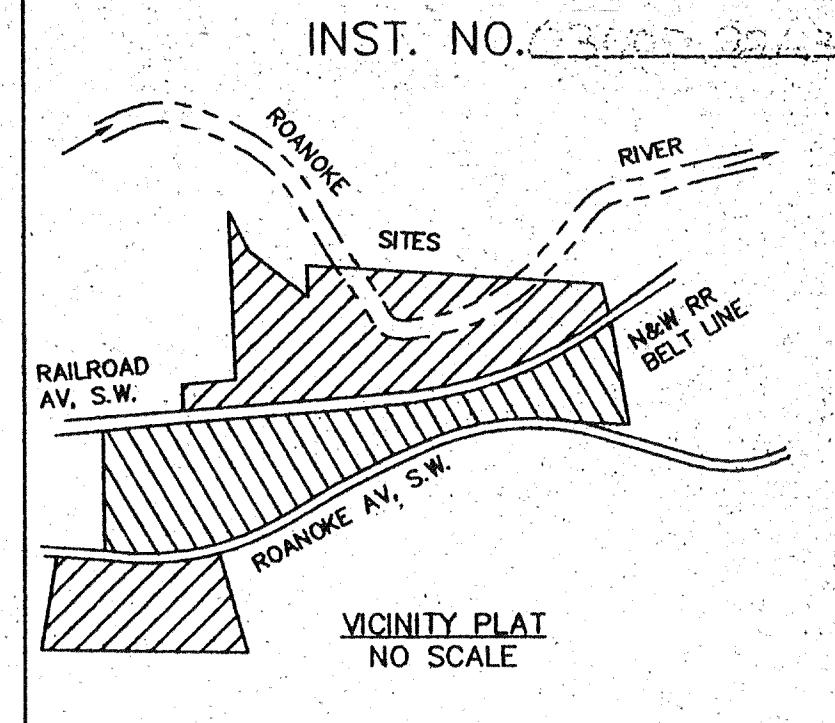 INST. NO.
ROANOKE
RIVER
SITES
N&W RR
BELT LINE
RAILROAD
AV, S.W.
ROANOKE AV, S.W.
VICINITY PLAT
NO SCALE